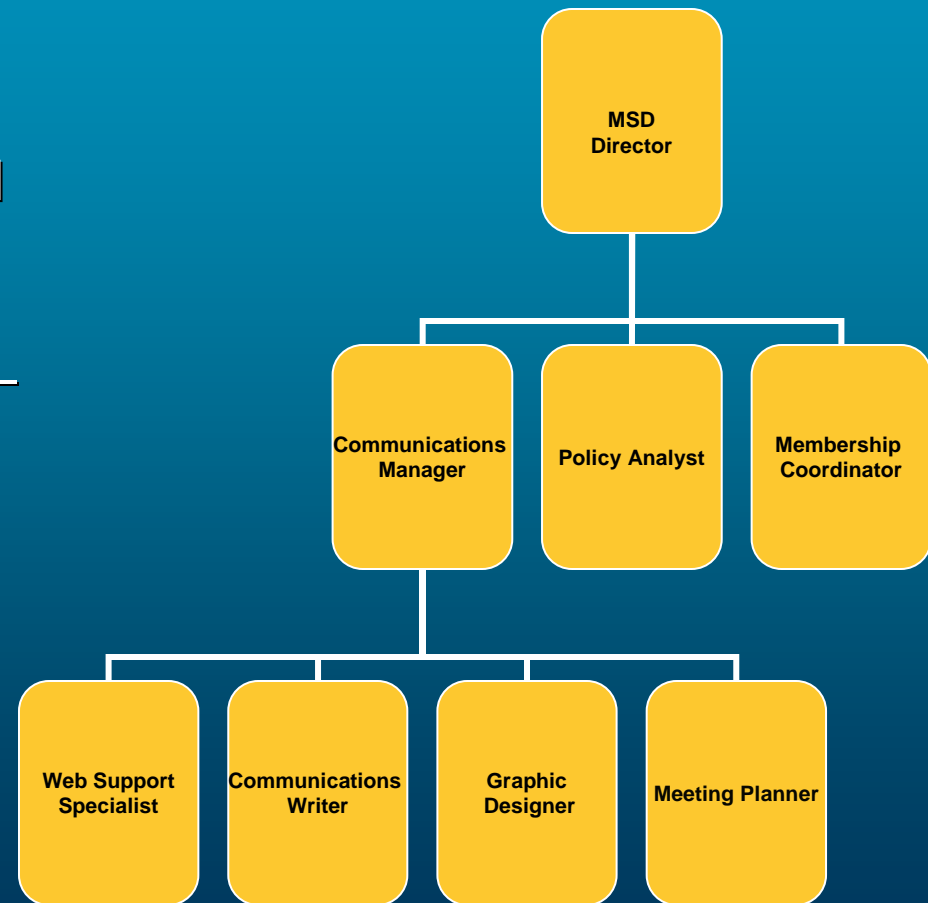 MSD
Director
Communications
Manager
Policy Analyst
Membership
Coordinator
Web Support
Specialist
Communications
Writer
Graphic
Designer
Meeting Planner